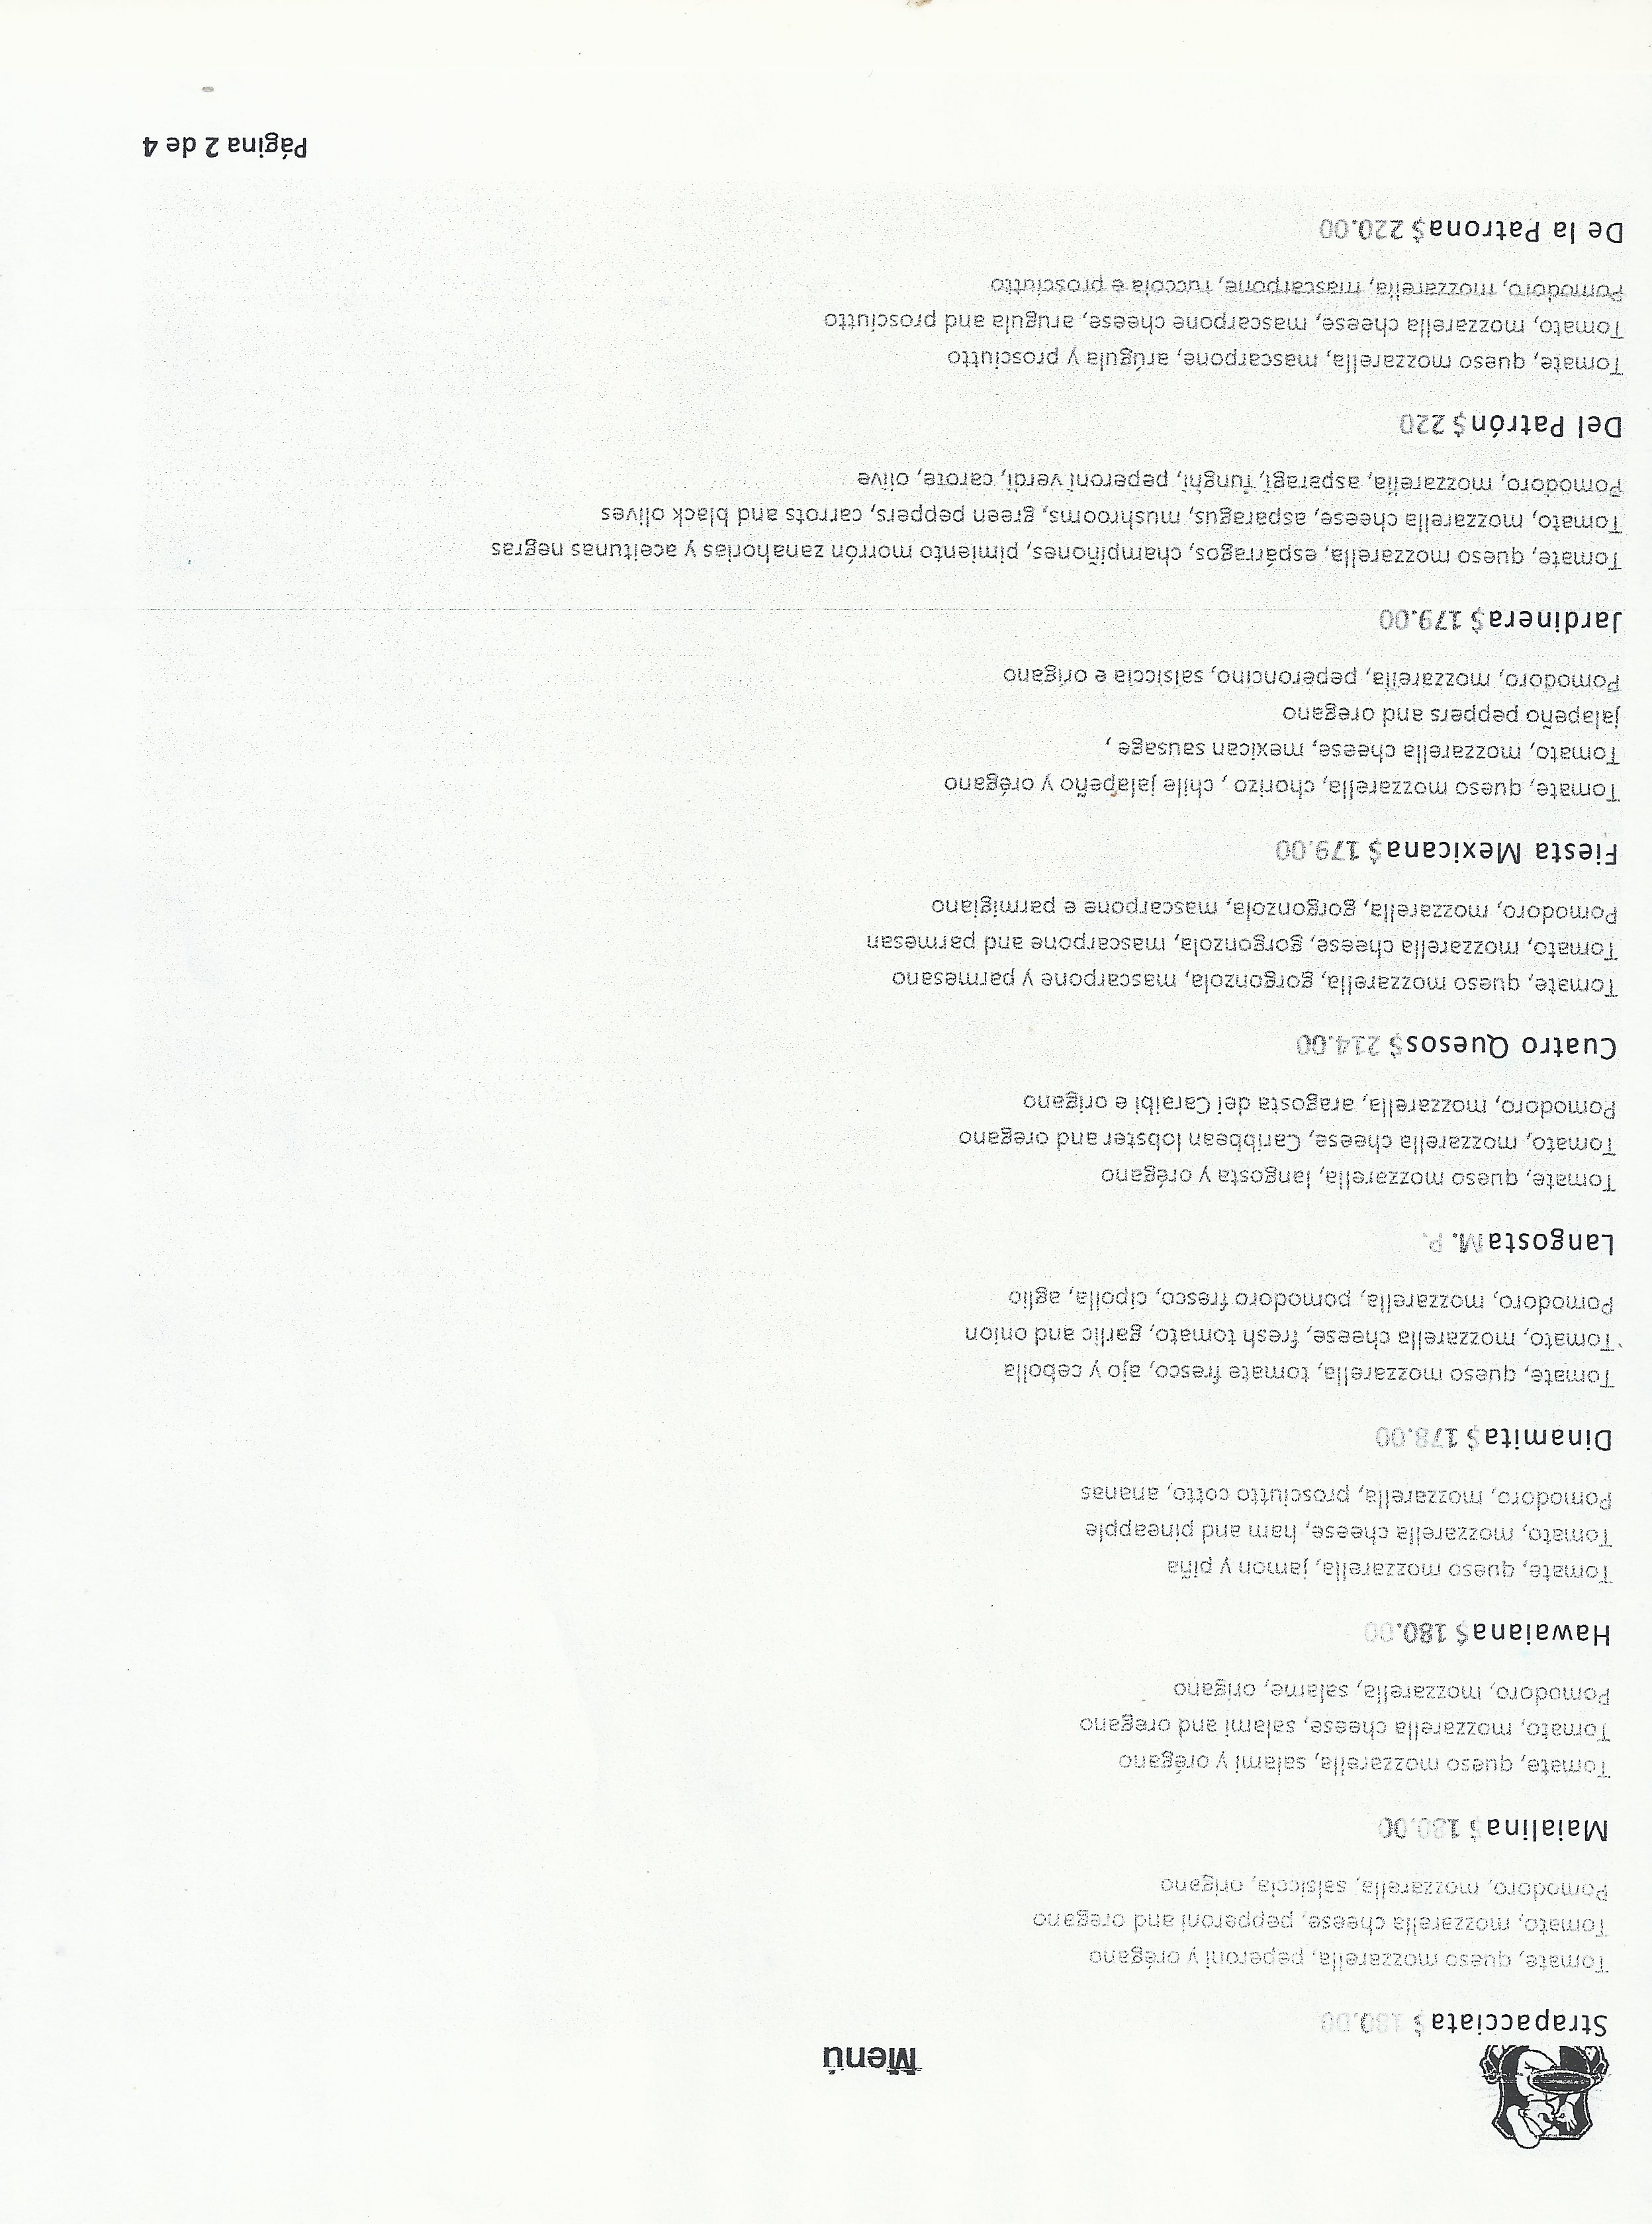 Menú
Strapacciata $ 180.00
Tomate, queso mozzarella, peperoni y orégano
Tomato, mozzarella cheese, pepperoni and oregano
Pomodoro, mozzarella, salsiccia, origano
Maialina $ 180.00
Tomate, queso mozzarella, salami y orégano
Tomato, mozzarella cheese, salami and oregano
Pomodoro, mozzarella, salame, origano
Hawaiana $ 180.00
Tomate, queso mozzarella, jamon y piña
Tomato, mozzarella cheese, ham and pineapple
Pomodoro, mozzarella, prosciutto cotto, ananas
Dinamita $ 178.00
Tomate, queso mozzarella, tomate fresco, ajo y cebolla
Tomato, mozzarella cheese, fresh tomato, garlic and onion
Pomodoro, mozzarella, pomodoro fresco, cipolla, aglio
Langosta M. P.
Tomate, queso mozzarella, langosta y orégano
Tomato, mozzarella cheese, Caribbean lobster and oregano
Pomodoro, mozzarella, aragosta dei Caraibi e origano
Cuatro Quesos $ 214.00
Tomate, queso mozzarella, gorgonzola, mascarpone y parmesano
Tomato, mozzarella cheese, gorgonzola, mascarpone and parmesan
Pomodoro, mozzarella, gorgonzola, mascarpone e parmigiano
Fiesta Mexicana $ 179.00
Tomate, queso mozzarella, chorizo , chile jalapeño y orégano
Tomato, mozzarella cheese, mexican sausage ,
jalapeño peppers and oregano
Pomodoro, mozzarella, peperoncino, salsiccia e origano
Jardinera $ 179.00
Tomate, queso mozzarella, espárragos, champiñones, pimiento morrón zanahorias y aceitunas negras
Tomato, mozzarella cheese, asparagus, mushrooms, green peppers, carrots and black olives
Pomodoro, mozzarella, asparagi, funghi, peperoni verdi, carote, olive
Del Patrón $ 220
Tomate, queso mozzarella, mascarpone, arúgula y prosciutto
Tomato, mozzarella cheese, mascarpone cheese, arugula and prosciutto
Pomodoro, mozzarella, mascarpone, ruccola e prosciutto
De la Patrona $ 220.00
Página 2 de 4